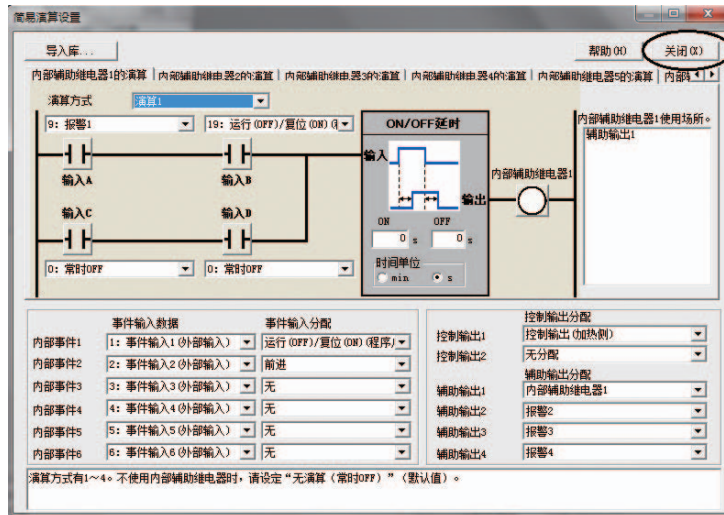 简易演算设置
导入库... 帮助(H) 关闭(X)
内部辅助继电器1的演算 内部辅助继电器2的演算 内部辅助继电器3的演算 内部辅助继电器4的演算 内部辅助继电器5的演算
演算方式 演算1
9: 报警1 19: 运行(OFF)/复位(ON)
ON/OFF延时
内部辅助继电器1使用场所。
辅助输出1
输入A 输入B
输入
内部辅助继电器1
输出
输入C 输入D
ON OFF
0 s 0 s
0: 常时OFF 0: 常时OFF
时间单位
min s
事件输入数据 事件输入分配
内部事件1 1: 事件输入1(外部输入) 运行(OFF)/复位(ON)(程序
内部事件2 2: 事件输入2(外部输入) 前进
内部事件3 3: 事件输入3(外部输入) 无
内部事件4 4: 事件输入4(外部输入) 无
内部事件5 5: 事件输入5(外部输入) 无
内部事件6 6: 事件输入6(外部输入) 无
控制输出分配
控制输出1 控制输出(加热侧)
控制输出2 无分配
辅助输出分配
辅助输出1 内部辅助继电器1
辅助输出2 报警2
辅助输出3 报警3
辅助输出4 报警4
演算方式有1～4。不使用内部辅助继电器时，请设定“无演算（常时OFF）”（默认值）。